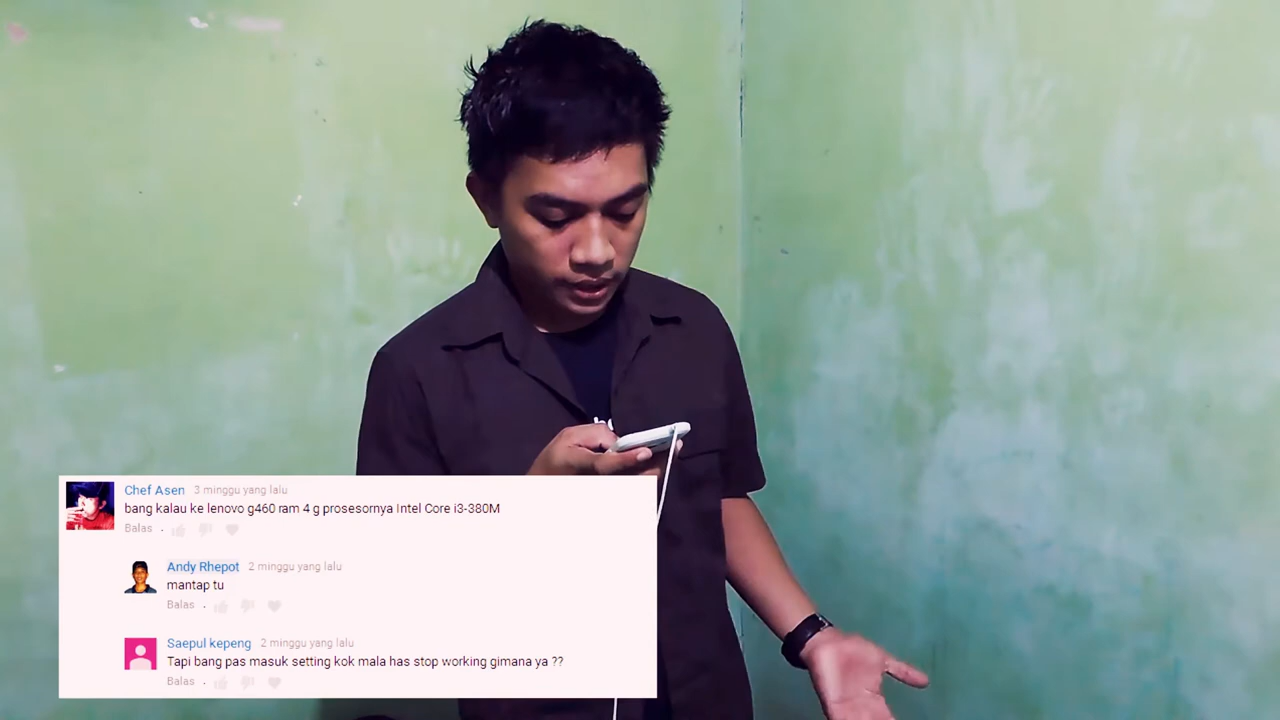 Chef Asen 3 minggu yang lalu
bang kalau ke lenovo g460 ram 4 g prosesornya Intel Core i3-380M
Balas
Andy Rhepot 2 minggu yang lalu
mantap tu
Balas
Saepul kepeng 2 minggu yang lalu
Tapi bang pas masuk setting kok mala has stop working gimana ya ??
Balas